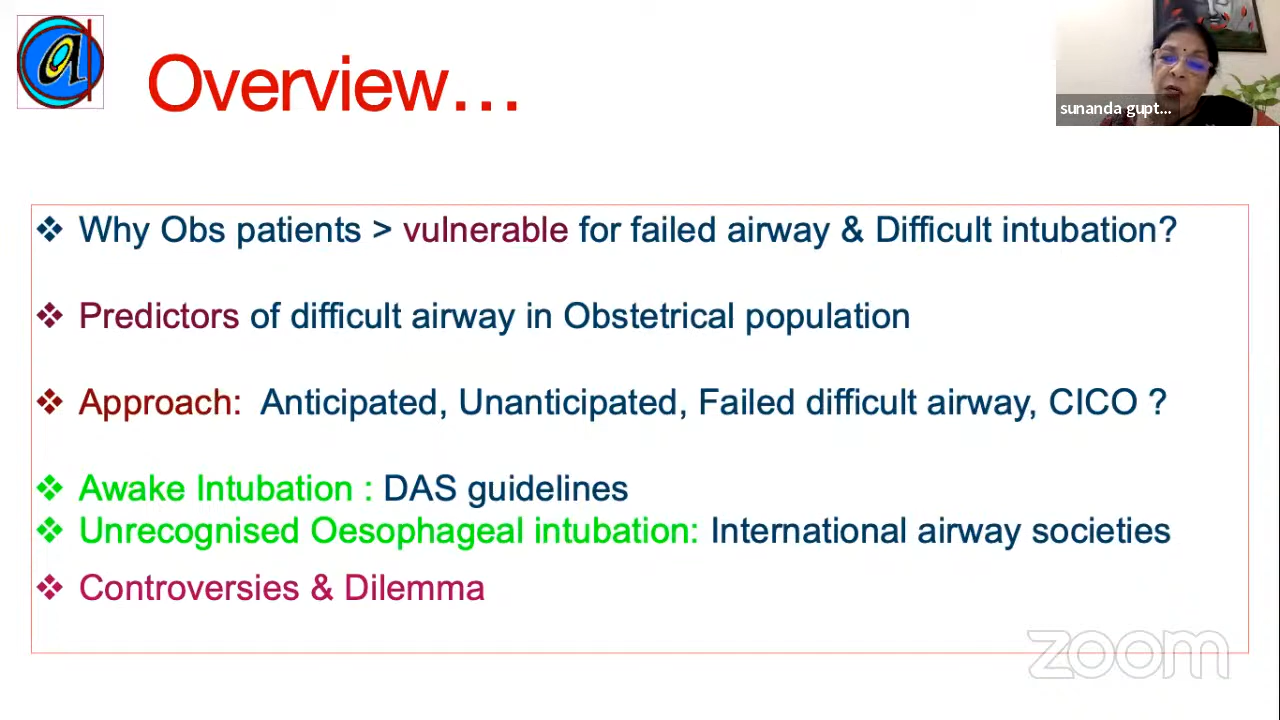 Overview...
sunanda gupt...
❖ Why Obs patients > vulnerable for failed airway & Difficult intubation?
❖ Predictors of difficult airway in Obstetrical population
❖ Approach: Anticipated, Unanticipated, Failed difficult airway, CICO ?
❖ Awake Intubation : DAS guidelines
❖ Unrecognised Oesophageal intubation: International airway societies
❖ Controversies & Dilemma
zoom